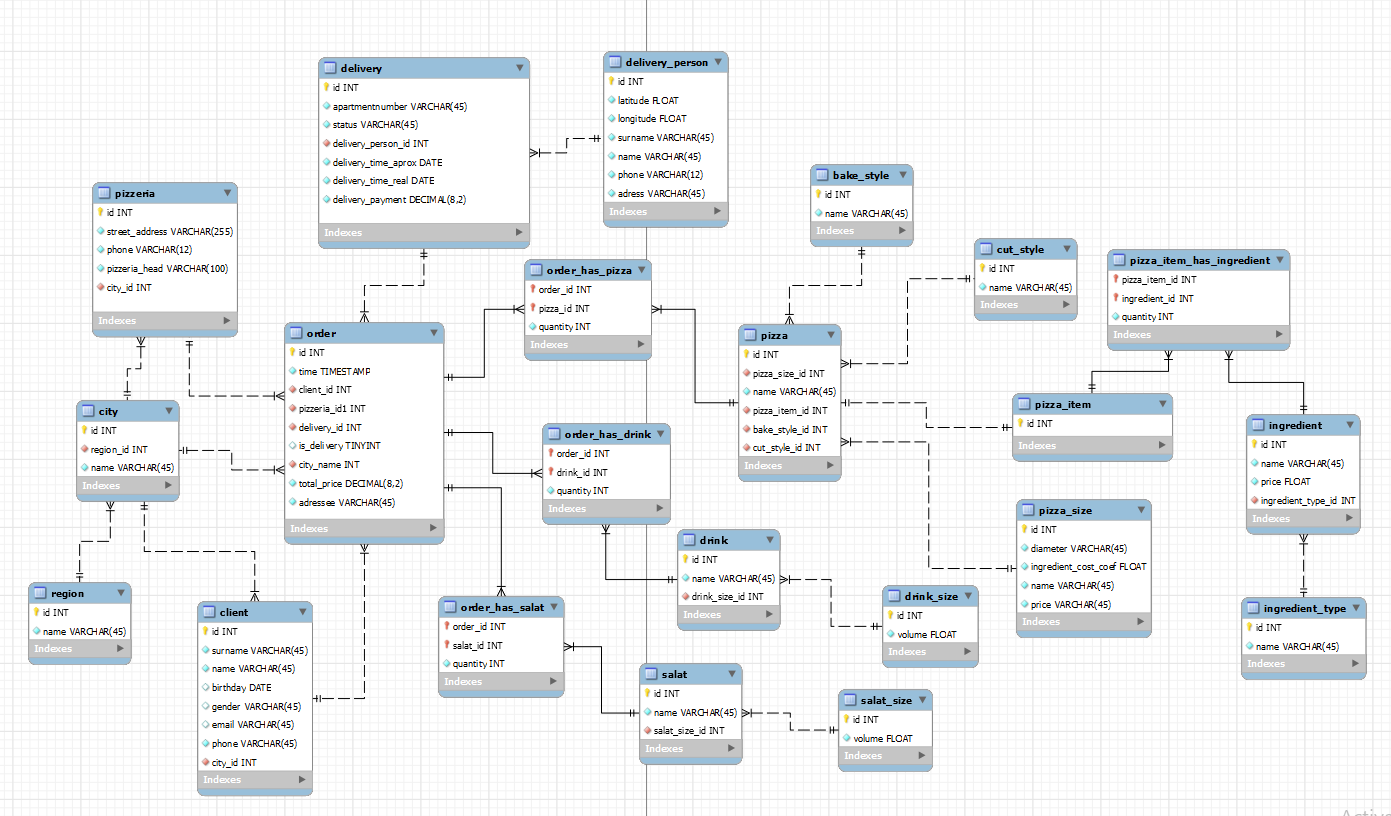 delivery
id INT
apartmentnumber VARCHAR(45)
status VARCHAR(45)
delivery_person_id INT
delivery_time_aprox DATE
delivery_time_real DATE
delivery_payment DECIMAL(8,2)
Indexes
delivery_person
id INT
latitude FLOAT
longitude FLOAT
surname VARCHAR(45)
name VARCHAR(45)
phone VARCHAR(12)
adress VARCHAR(45)
Indexes
pizzeria
id INT
street_address VARCHAR(255)
phone VARCHAR(12)
pizzeria_head VARCHAR(100)
city_id INT
Indexes
bake_style
id INT
name VARCHAR(45)
Indexes
cut_style
id INT
name VARCHAR(45)
Indexes
pizza_item_has_ingredient
pizza_item_id INT
ingredient_id INT
quantity INT
Indexes
order_has_pizza
order_id INT
pizza_id INT
quantity INT
Indexes
order
id INT
time TIMESTAMP
client_id INT
pizzeria_id1 INT
delivery_id INT
is_delivery TINYINT
city_name INT
total_price DECIMAL(8,2)
adressee VARCHAR(45)
Indexes
pizza
id INT
pizza_size_id INT
name VARCHAR(45)
pizza_item_id INT
bake_style_id INT
cut_style_id INT
Indexes
pizza_item
id INT
Indexes
city
id INT
region_id INT
name VARCHAR(45)
Indexes
order_has_drink
order_id INT
drink_id INT
quantity INT
Indexes
ingredient
id INT
name VARCHAR(45)
price FLOAT
ingredient_type_id INT
Indexes
pizza_size
id INT
diameter VARCHAR(45)
ingredient_cost_coef FLOAT
name VARCHAR(45)
price VARCHAR(45)
Indexes
drink
id INT
name VARCHAR(45)
drink_size_id INT
Indexes
region
id INT
name VARCHAR(45)
Indexes
client
id INT
surname VARCHAR(45)
name VARCHAR(45)
birthday DATE
gender VARCHAR(45)
email VARCHAR(45)
phone VARCHAR(45)
city_id INT
Indexes
order_has_salat
order_id INT
salat_id INT
quantity INT
Indexes
drink_size
id INT
volume FLOAT
Indexes
ingredient_type
id INT
name VARCHAR(45)
Indexes
salat
id INT
name VARCHAR(45)
salat_size_id INT
Indexes
salat_size
id INT
volume FLOAT
Indexes